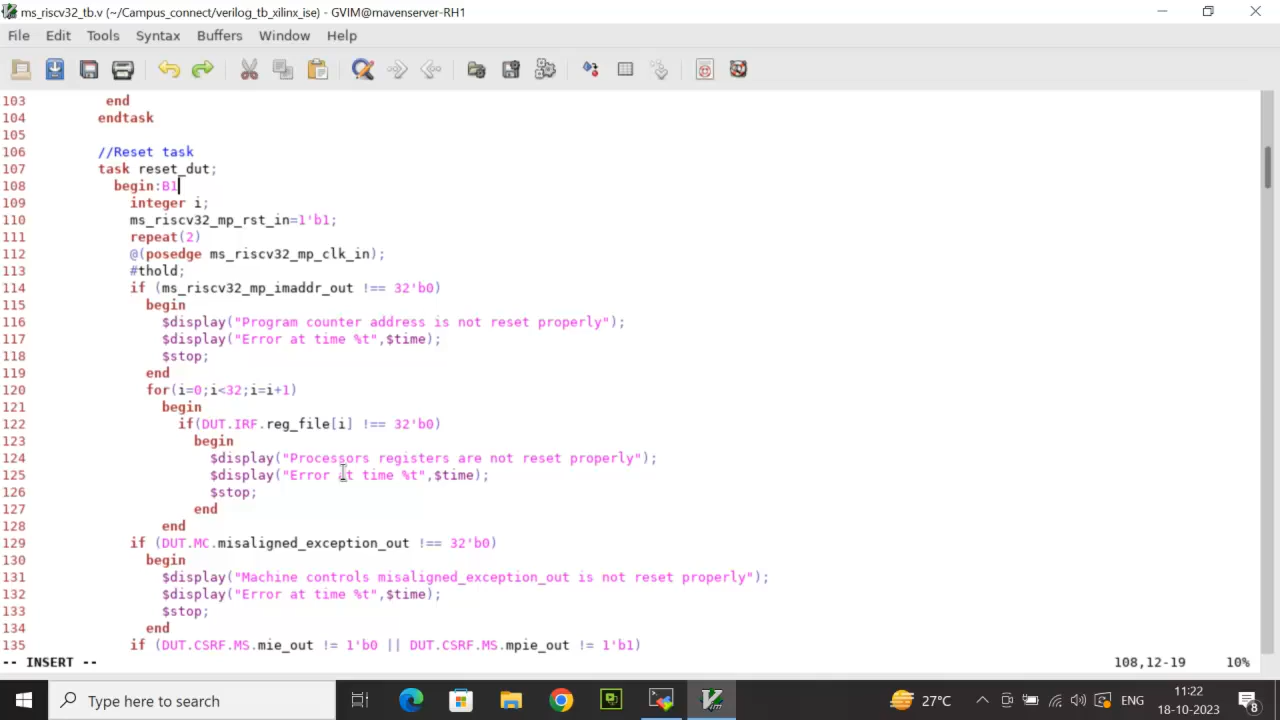 ms_riscv32_tb.v (~/Campus_connect/verilog_tb_xilinx_ise) - GVIM@mavenserver-RH1
File Edit Tools Syntax Buffers Window Help
103 end
104 endtask
105
106 //Reset task
107 task reset_dut;
108 begin:B1
109 integer i;
110 ms_riscv32_mp_rst_in=1'b1;
111 repeat(2)
112 @(posedge ms_riscv32_mp_clk_in);
113 #thold;
114 if (ms_riscv32_mp_imaddr_out !== 32'b0)
115 begin
116 $display("Program counter address is not reset properly");
117 $display("Error at time %t",$time);
118 $stop;
119 end
120 for(i=0;i<32;i=i+1)
121 begin
122 if(DUT.IRF.reg_file[i] !== 32'b0)
123 begin
124 $display("Processors registers are not reset properly");
125 $display("Error at time %t",$time);
126 $stop;
127 end
128 end
129 if (DUT.MC.misaligned_exception_out !== 32'b0)
130 begin
131 $display("Machine controls misaligned_exception_out is not reset properly");
132 $display("Error at time %t",$time);
133 $stop;
134 end
135 if (DUT.CSRF.MS.mie_out != 1'b0 || DUT.CSRF.MS.mpie_out != 1'b1)
-- INSERT -- 108,12-19 10%
Type here to search 27°C ENG 11:22 18-10-2023 8